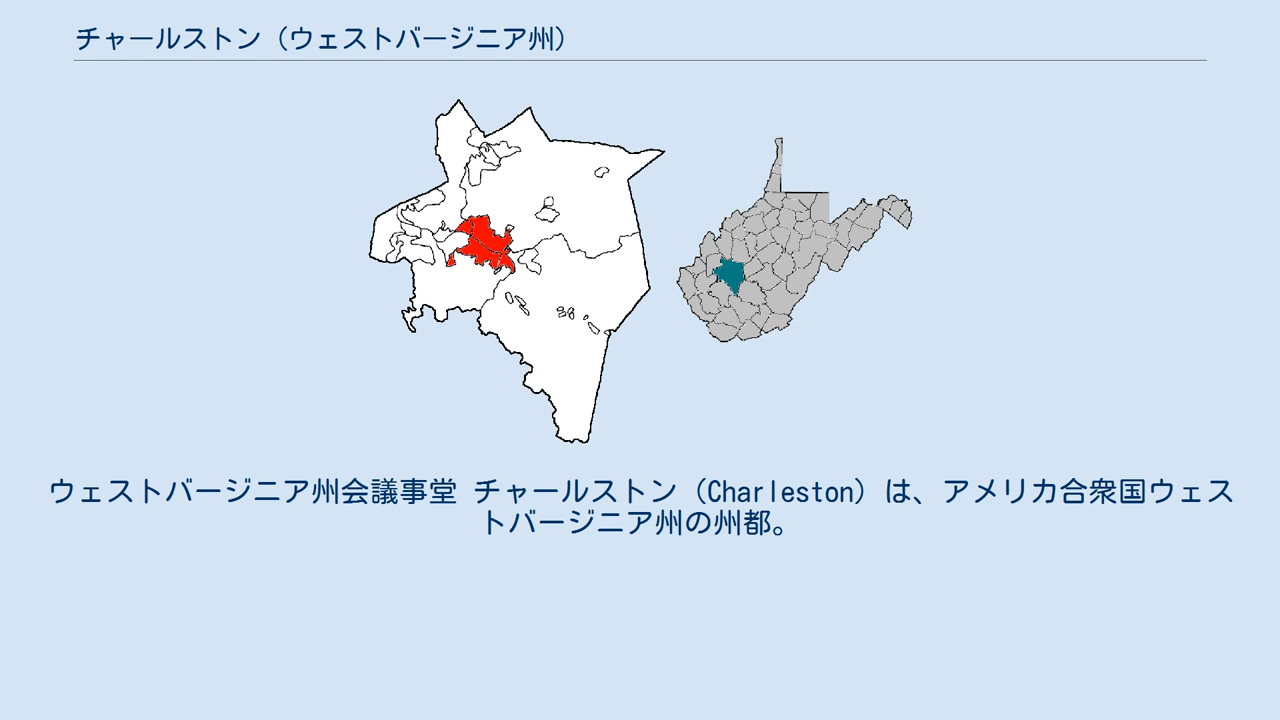 チャールストン（ウェストバージニア州）
ウェストバージニア州会議事堂 チャールストン（Charleston）は、アメリカ合衆国ウェス
トバージニア州の州都。